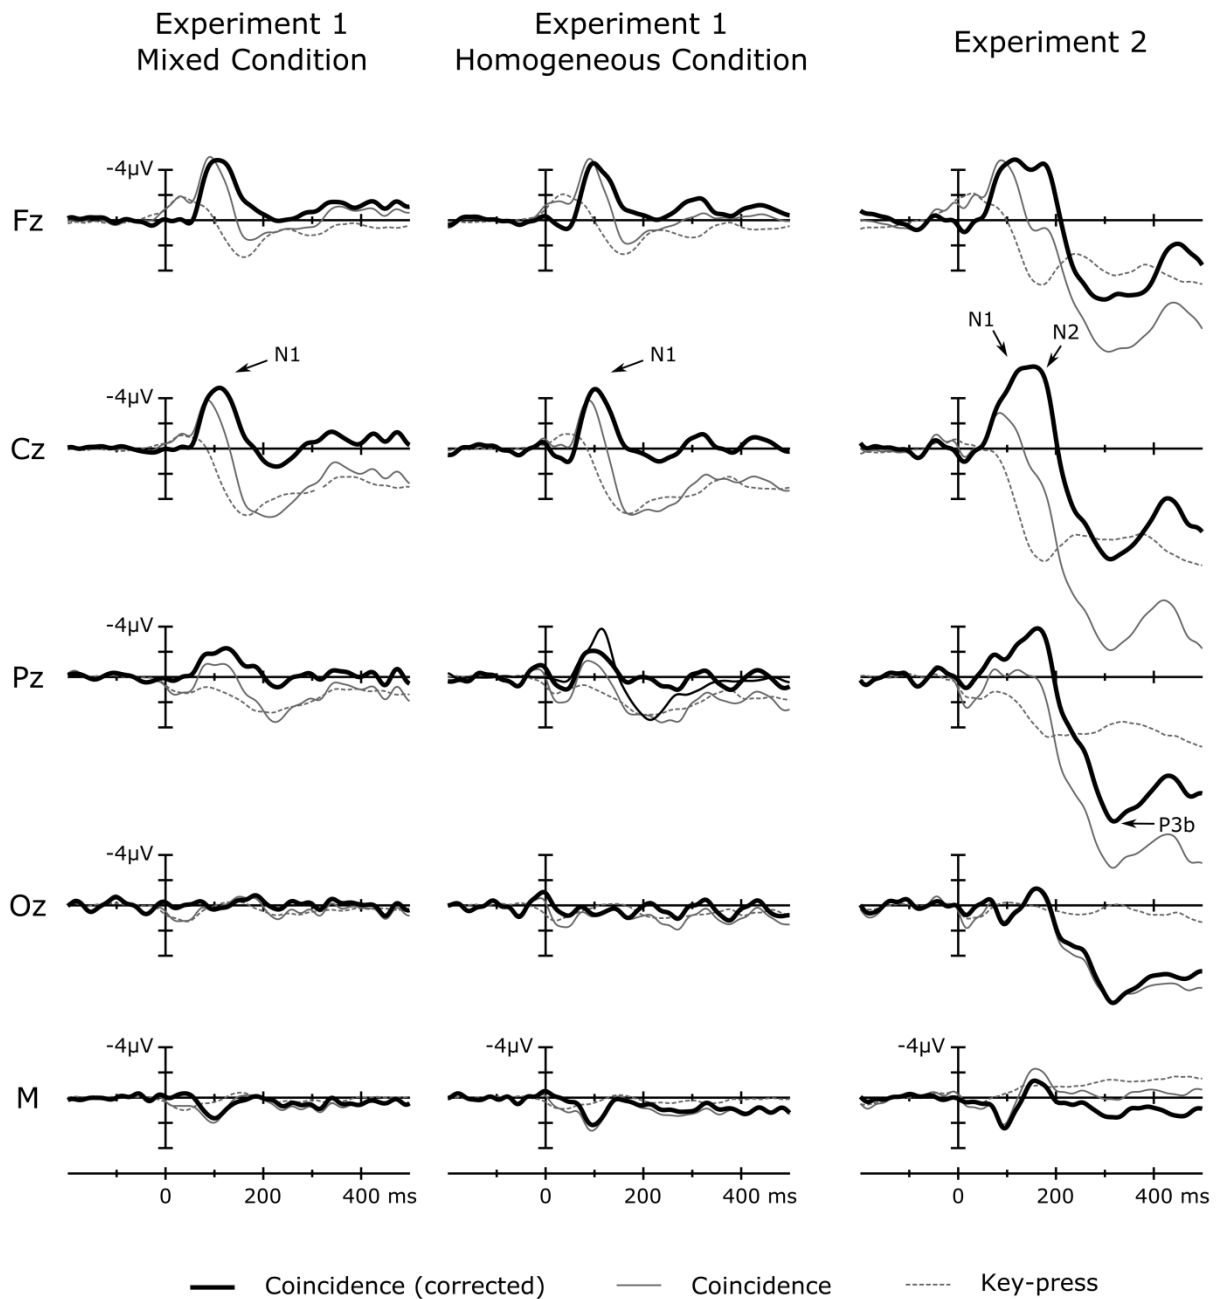 Experiment 1
Mixed Condition
Experiment 1
Homogeneous Condition
Experiment 2
-4µV
-4µV
-4µV
Fz
-4µV
-4µV
-4µV
Cz
N1
N1
N1
N2
-4µV
-4µV
-4µV
Pz
P3b
-4µV
-4µV
-4µV
Oz
-4µV
-4µV
-4µV
M
0 200 400 ms
0 200 400 ms
0 200 400 ms
Coincidence (corrected) Coincidence Key-press